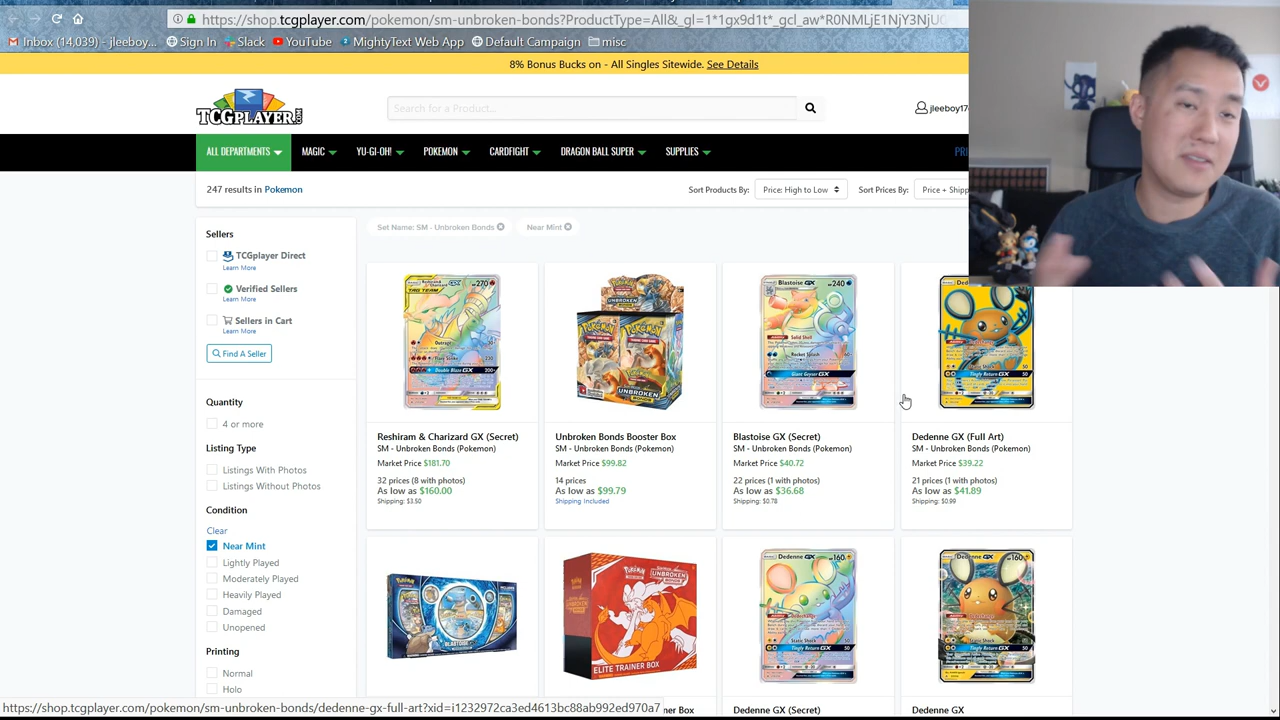 https://shop.tcgplayer.com/pokemon/sm-unbroken-bonds?ProductType=All&_gl=1*1gx9d1t*_gcl_aw*R0NMLjE1NjY3NjU0
Inbox (14,039) - jleeboy... Sign In Slack YouTube MightyText Web App Default Campaign misc
8% Bonus Bucks on - All Singles Sitewide. See Details
TCGPLAYER.COM
Search for a Product...
jleeboy17
ALL DEPARTMENTS MAGIC YU-GI-OH! POKEMON CARDFIGHT DRAGON BALL SUPER SUPPLIES PRI
247 results in Pokemon
Sort Products By: Price: High to Low Sort Prices By: Price + Shipp
Set Name: SM - Unbroken Bonds Near Mint
Sellers
TCGplayer Direct
Learn More
Verified Sellers
Learn More
Sellers in Cart
Learn More
Find A Seller
Quantity
4 or more
Listing Type
Listings With Photos
Listings Without Photos
Condition
Clear
Near Mint
Lightly Played
Moderately Played
Heavily Played
Damaged
Unopened
Printing
Normal
Holo
Reshiram & Charizard GX (Secret)
SM - Unbroken Bonds (Pokemon)
Market Price $181.70
32 prices (8 with photos)
As low as $160.00
Shipping: $3.50
Unbroken Bonds Booster Box
SM - Unbroken Bonds (Pokemon)
Market Price $99.82
14 prices
As low as $99.79
Shipping Included
Blastoise GX (Secret)
SM - Unbroken Bonds (Pokemon)
Market Price $40.72
22 prices (1 with photos)
As low as $36.68
Shipping: $0.78
Dedenne GX (Full Art)
SM - Unbroken Bonds (Pokemon)
Market Price $39.22
21 prices (1 with photos)
As low as $41.89
Shipping: $0.99
ELITE TRAINER BOX
Trainer Box
Dedenne GX (Secret)
Dedenne GX
https://shop.tcgplayer.com/pokemon/sm-unbroken-bonds/dedenne-gx-full-art?xid=i1232972ca3ed4613bc88ab992ed970a7